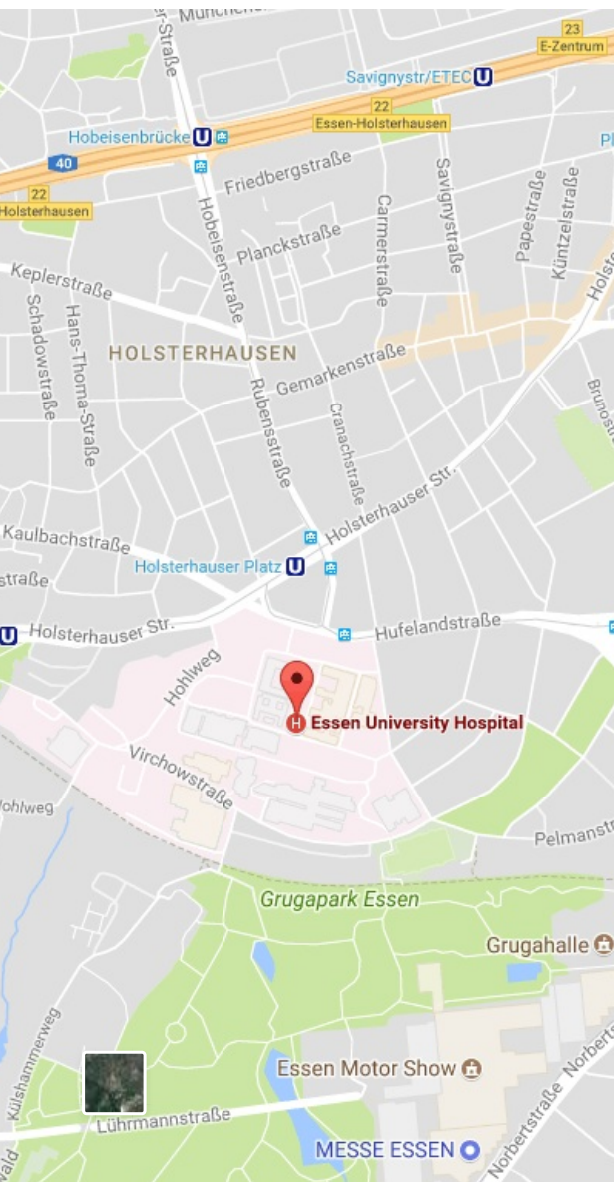 23
E-Zentrum
Savignystr/ETEC U
22
Essen-Holsterhausen
Hobeisenbrücke U
40
22
Holsterhausen
Friedbergstraße
Hobeisenstraße
Planckstraße
Carmerstraße
Savignystraße
Papestraße
Küntzelstraße
Keplerstraße
Schadowstraße
Hans-Thoma-Straße
HOLSTERHAUSEN
Gemarkenstraße
Rubensstraße
Cranachstraße
Holsterhauser Str.
Kaulbachstraße
Holsterhauser Platz U
straße
U
Holsterhauser Str.
Hufelandstraße
Hohlweg
H Essen University Hospital
Virchowstraße
Pelmanstr
Grugapark Essen
Grugahalle
Külshammerweg
Essen Motor Show
Lührmannstraße
Norbertstraße
Norberts
MESSE ESSEN